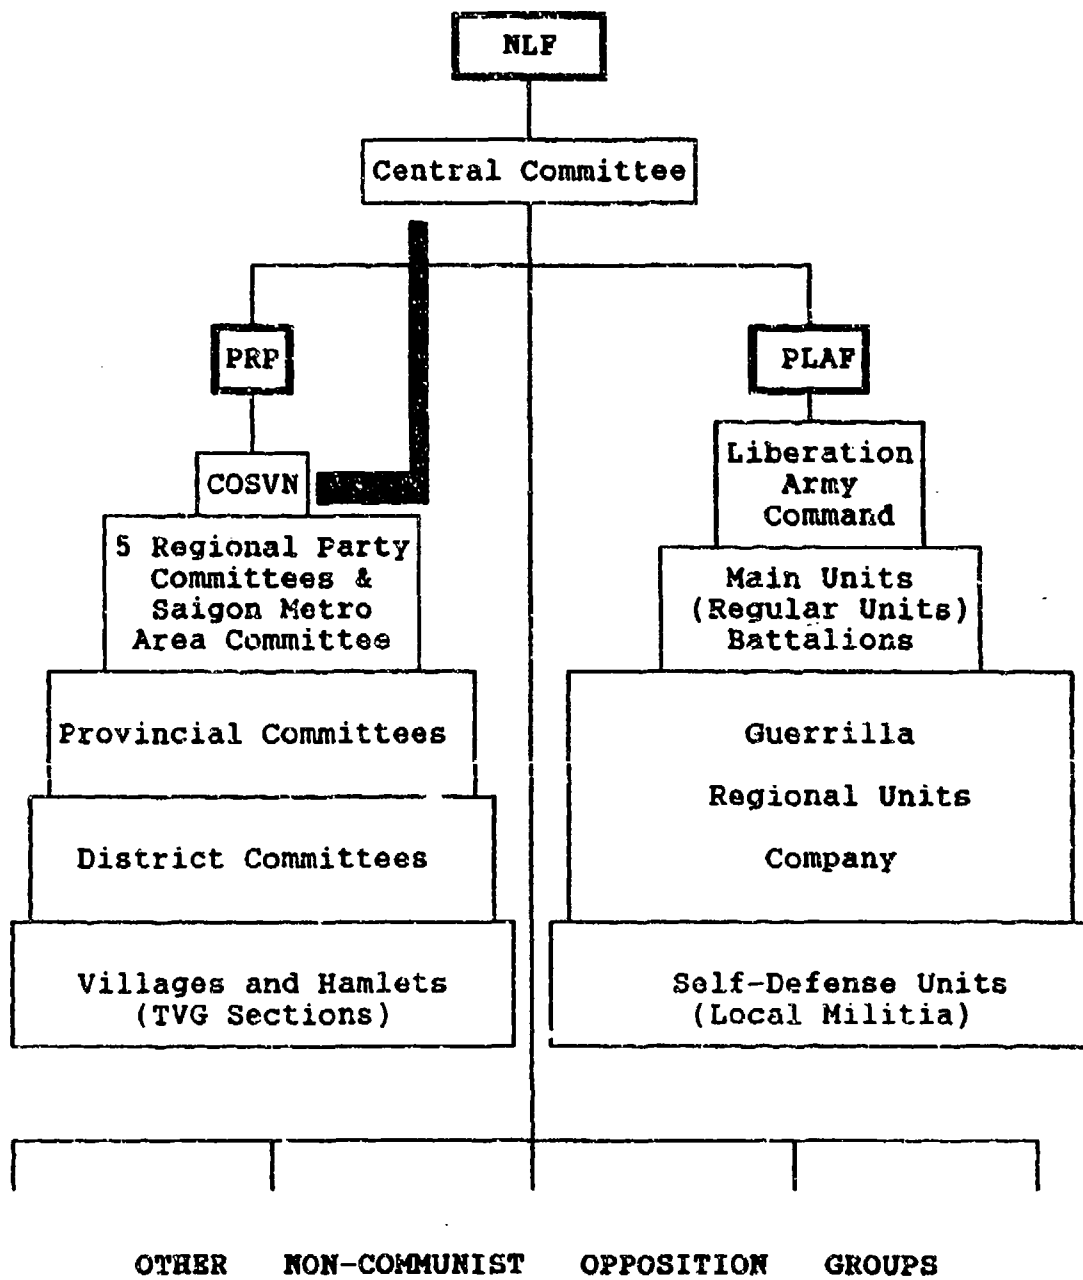 NLF
Central Committee
PRP
COSVN
5 Regional Party
Committees &
Saigon Metro
Area Committee
Provincial Committees
District Committees
Villages and Hamlets
(TVG Sections)
PLAF
Liberation
Army
Command
Main Units
(Regular Units)
Battalions
Guerrilla
Regional Units
Company
Self-Defense Units
(Local Militia)
OTHER NON-COMMUNIST OPPOSITION GROUPS